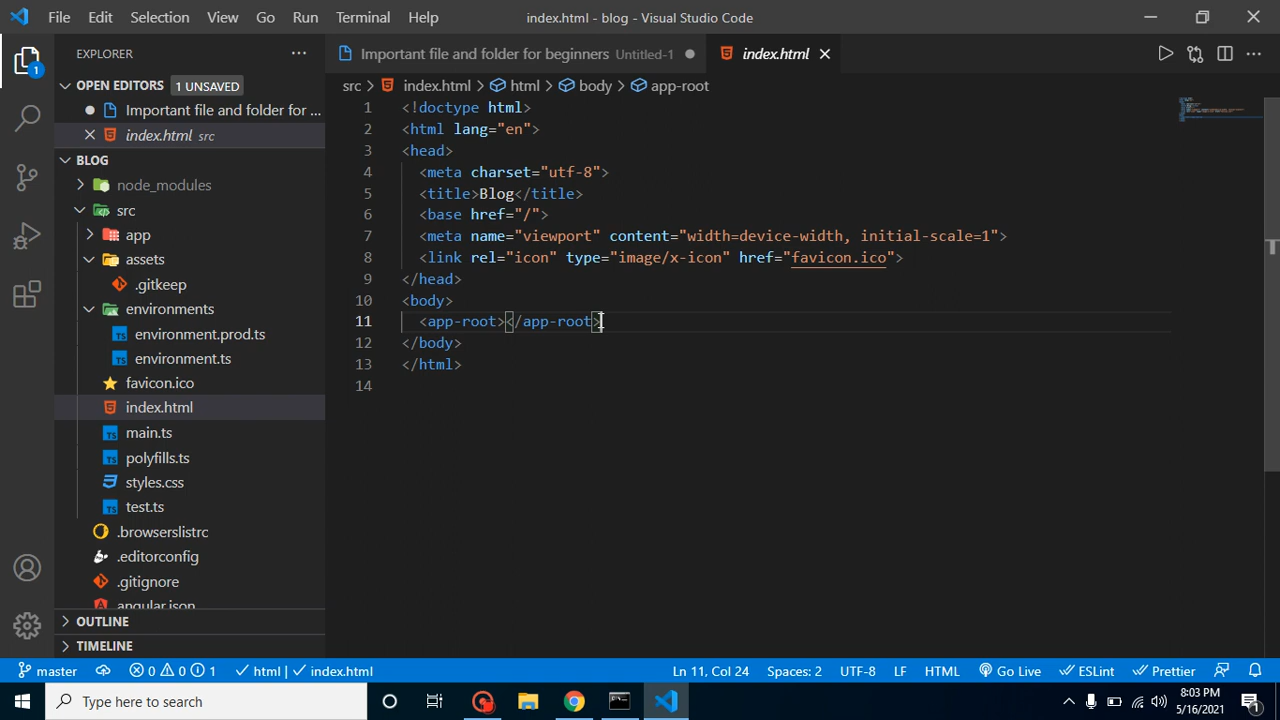 File Edit Selection View Go Run Terminal Help index.html - blog - Visual Studio Code
EXPLORER
Important file and folder for beginners Untitled-1
index.html
OPEN EDITORS 1 UNSAVED
src > index.html > html > body > app-root
Important file and folder for ...
index.html src
BLOG
node_modules
src
app
assets
.gitkeep
environments
environment.prod.ts
environment.ts
favicon.ico
index.html
main.ts
polyfills.ts
styles.css
test.ts
.browserslistrc
.editorconfig
.gitignore
angular.json
OUTLINE
TIMELINE
1 <!doctype html>
2 <html lang="en">
3 <head>
4 <meta charset="utf-8">
5 <title>Blog</title>
6 <base href="/">
7 <meta name="viewport" content="width=device-width, initial-scale=1">
8 <link rel="icon" type="image/x-icon" href="favicon.ico">
9 </head>
10 <body>
11 <app-root></app-root>
12 </body>
13 </html>
14
1
master 0 0 1 html | index.html Ln 11, Col 24 Spaces: 2 UTF-8 LF HTML Go Live ESLint Prettier
Type here to search
8:03 PM
5/16/2021
1